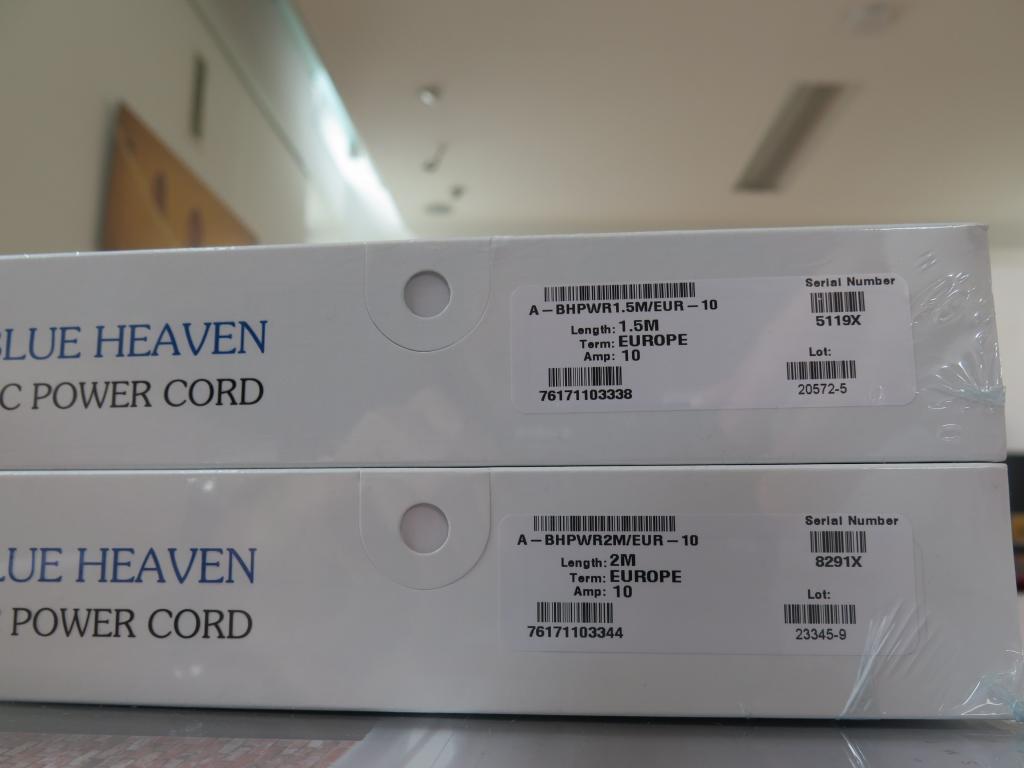 BLUE HEAVEN
C POWER CORD
A-BHPWR1.5M/EUR-10
Length: 1.5M
Term: EUROPE
Amp: 10
76171103338
Serial Number
5119X
Lot:
20572-5
LUE HEAVEN
POWER CORD
A-BHPWR2M/EUR-10
Length: 2M
Term: EUROPE
Amp: 10
76171103344
Serial Number
8291X
Lot:
23345-9